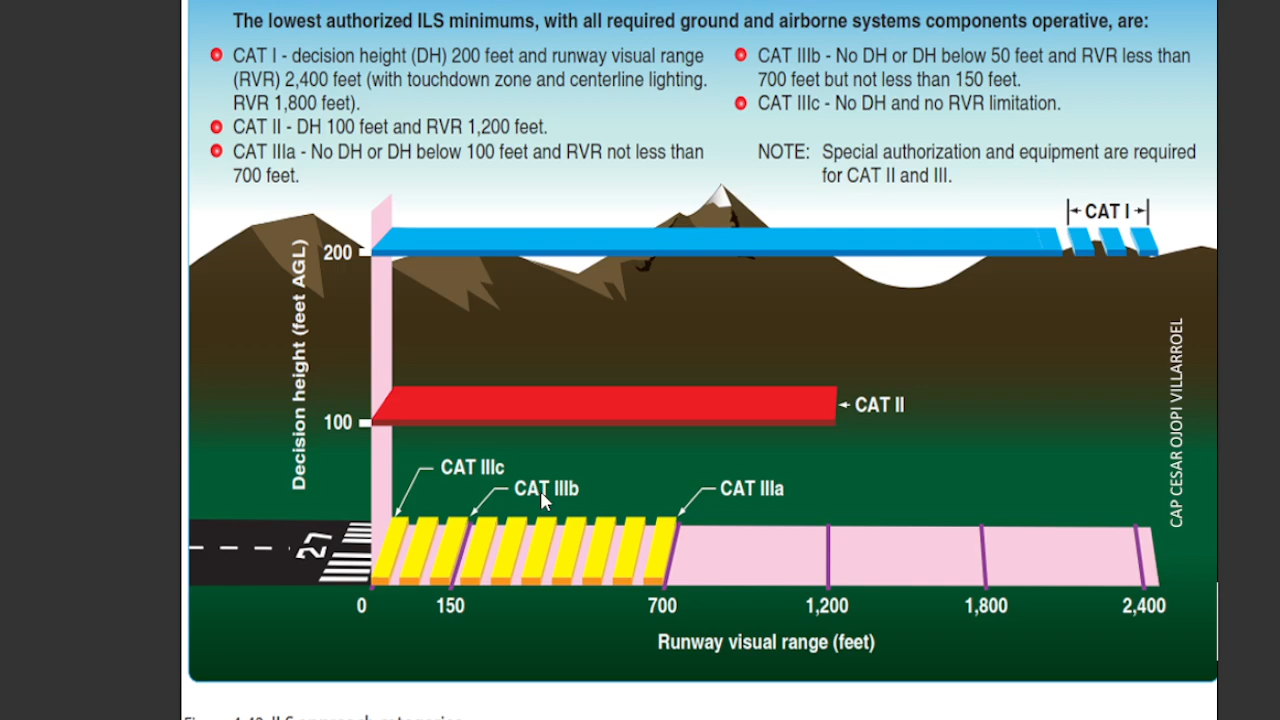 The lowest authorized ILS minimums, with all required ground and airborne systems components operative, are:
CAT I - decision height (DH) 200 feet and runway visual range
(RVR) 2,400 feet (with touchdown zone and centerline lighting.
RVR 1,800 feet).
CAT II - DH 100 feet and RVR 1,200 feet.
CAT IIIa - No DH or DH below 100 feet and RVR not less than
700 feet.
CAT IIIb - No DH or DH below 50 feet and RVR less than
700 feet but not less than 150 feet.
CAT IIIc - No DH and no RVR limitation.
NOTE: Special authorization and equipment are required
for CAT II and III.
CAT I
200
Decision height (feet AGL)
CAP CESAR OJOPI VILLARROEL
CAT II
100
CAT IIIc
CAT IIIb
CAT IIIa
27
0
150
700
1,200
1,800
2,400
Runway visual range (feet)
ILS approach categories